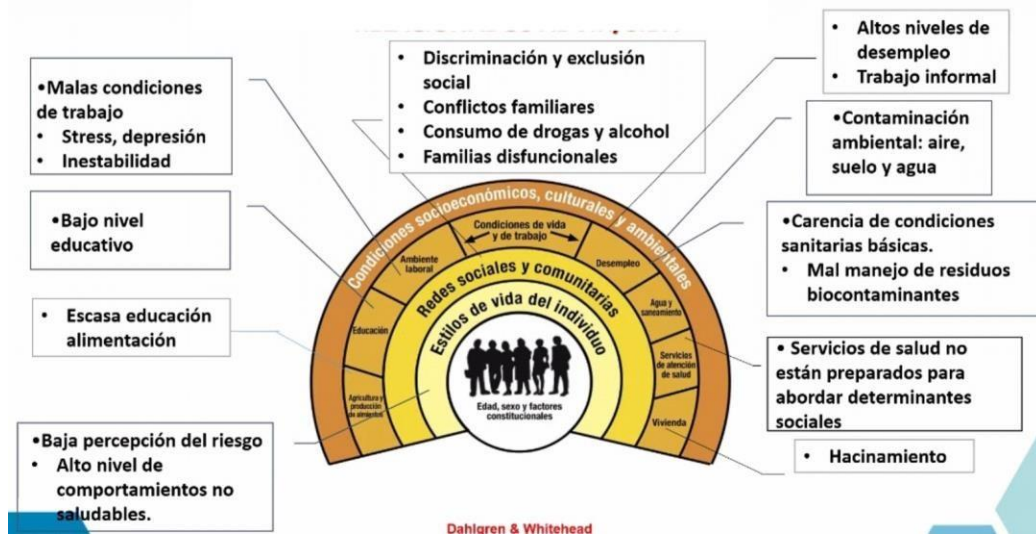 •Malas condiciones
de trabajo
• Stress, depresión
• Inestabilidad
•Bajo nivel
educativo
• Escasa educación
alimentación
•Baja percepción del riesgo
• Alto nivel de
comportamientos no
saludables.
• Discriminación y exclusión
social
• Conflictos familiares
• Consumo de drogas y alcohol
• Familias disfuncionales
• Altos niveles de
desempleo
• Trabajo informal
•Contaminación
ambiental: aire,
suelo y agua
•Carencia de condiciones
sanitarias básicas.
• Mal manejo de residuos
biocontaminantes
• Servicios de salud no
están preparados para
abordar determinantes
sociales
• Hacinamiento
Condiciones socioeconómicos, culturales y ambientales
Condiciones de vida
y de trabajo
Ambiente
laboral
Desempleo
Educación
Agua y
saneamiento
Agricultura y
producción
de alimentos
Servicios
de atención
de salud
Vivienda
Redes sociales y comunitarias
Estilos de vida del individuo
Edad, sexo y factores
constitucionales
Dahlgren & Whitehead